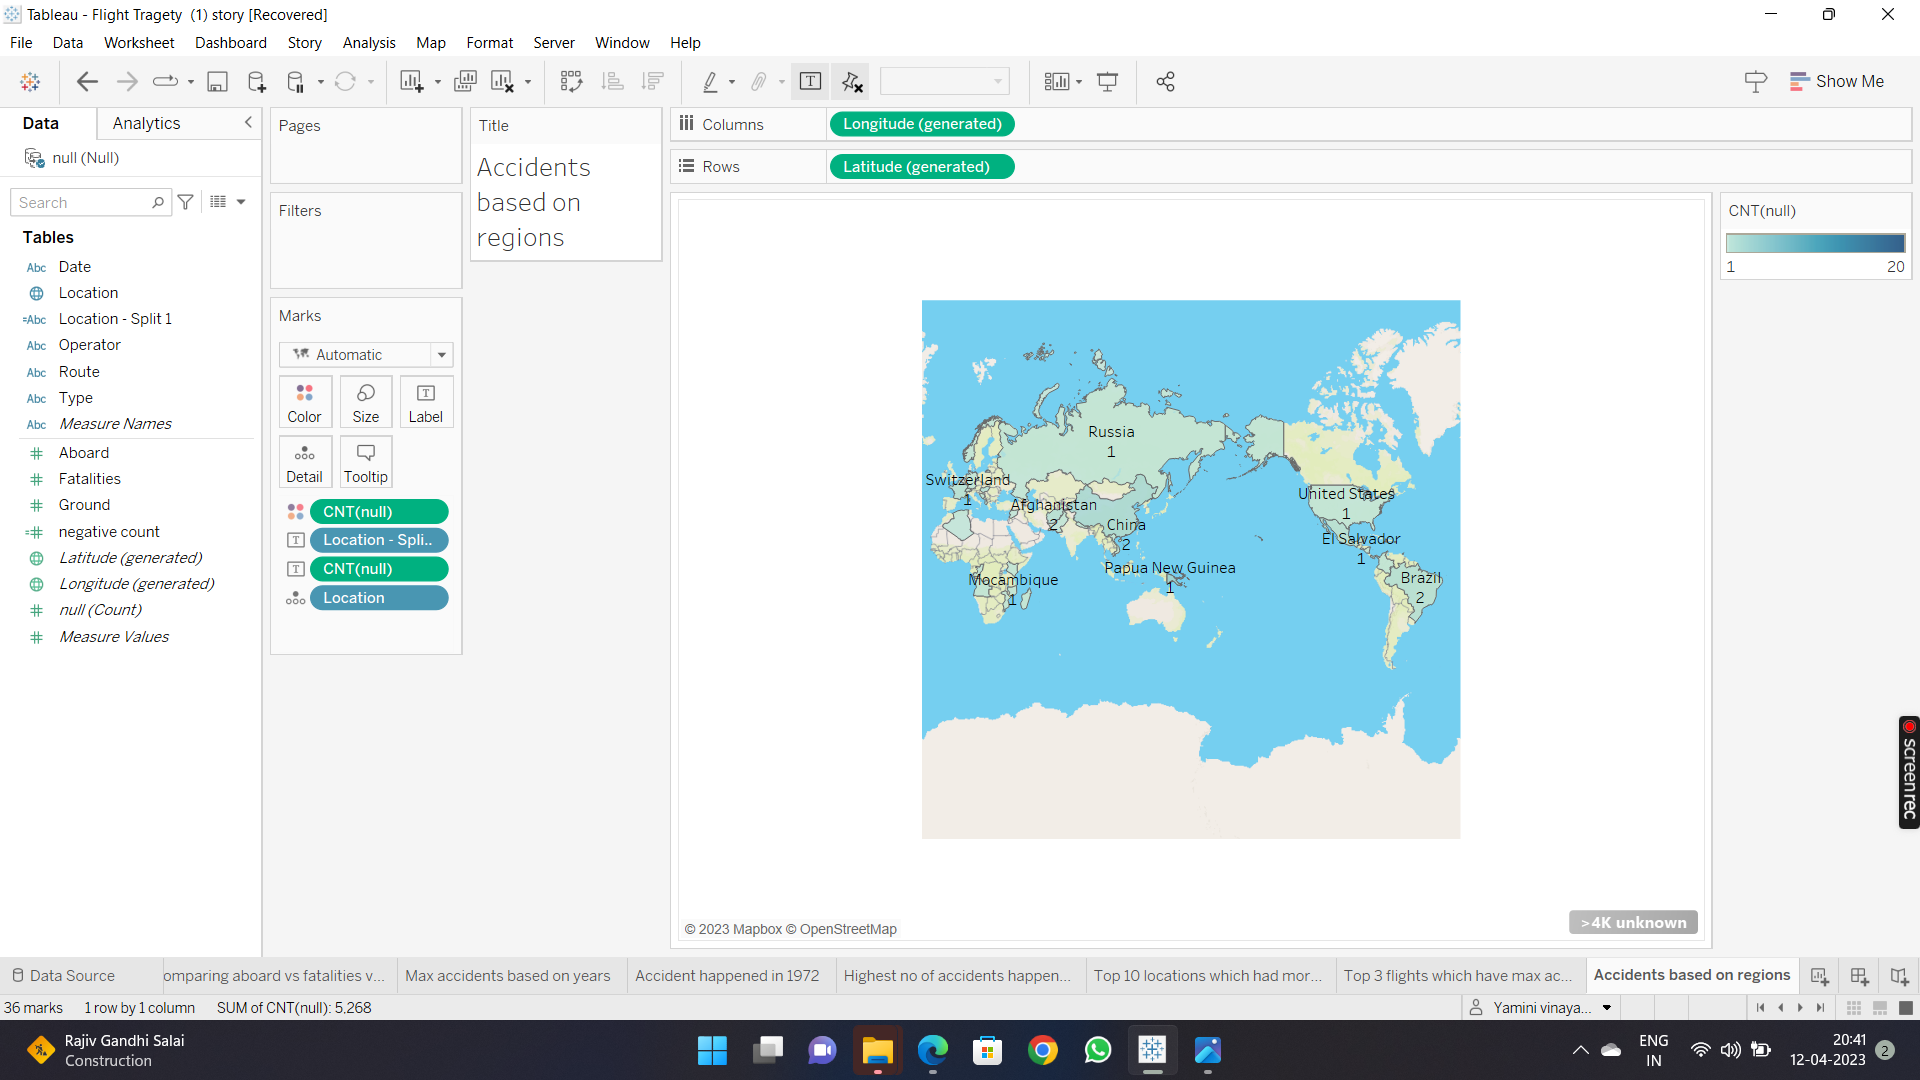 Tableau - Flight Tragety (1) story [Recovered]
File Data Worksheet Dashboard Story Analysis Map Format Server Window Help
Show Me
Data Analytics
null (Null)
Search
Tables
Abc Date
Location
=Abc Location - Split 1
Abc Operator
Abc Route
Abc Type
Abc Measure Names
Aboard
Fatalities
Ground
negative count
Latitude (generated)
Longitude (generated)
null (Count)
Measure Values
Pages
Filters
Marks
Automatic
Color Size Label
Detail Tooltip
CNT(null)
Location - Spli..
CNT(null)
Location
Title
Accidents
based on
regions
Columns Longitude (generated)
Rows Latitude (generated)
Russia
1
Switzerland
1
Afghanistan
2
China
2
United States
1
El Salvador
1
Papua New Guinea
1
Mocambique
1
Brazil
2
© 2023 Mapbox © OpenStreetMap
>4K unknown
CNT(null)
1 20
screenrec
Data Source omparing aboard vs fatalities v... Max accidents based on years Accident happened in 1972 Highest no of accidents happen... Top 10 locations which had mor... Top 3 flights which have max ac... Accidents based on regions
36 marks 1 row by 1 column SUM of CNT(null): 5,268 Yamini vinaya...
Rajiv Gandhi Salai
Construction
ENG
IN
20:41
12-04-2023
2